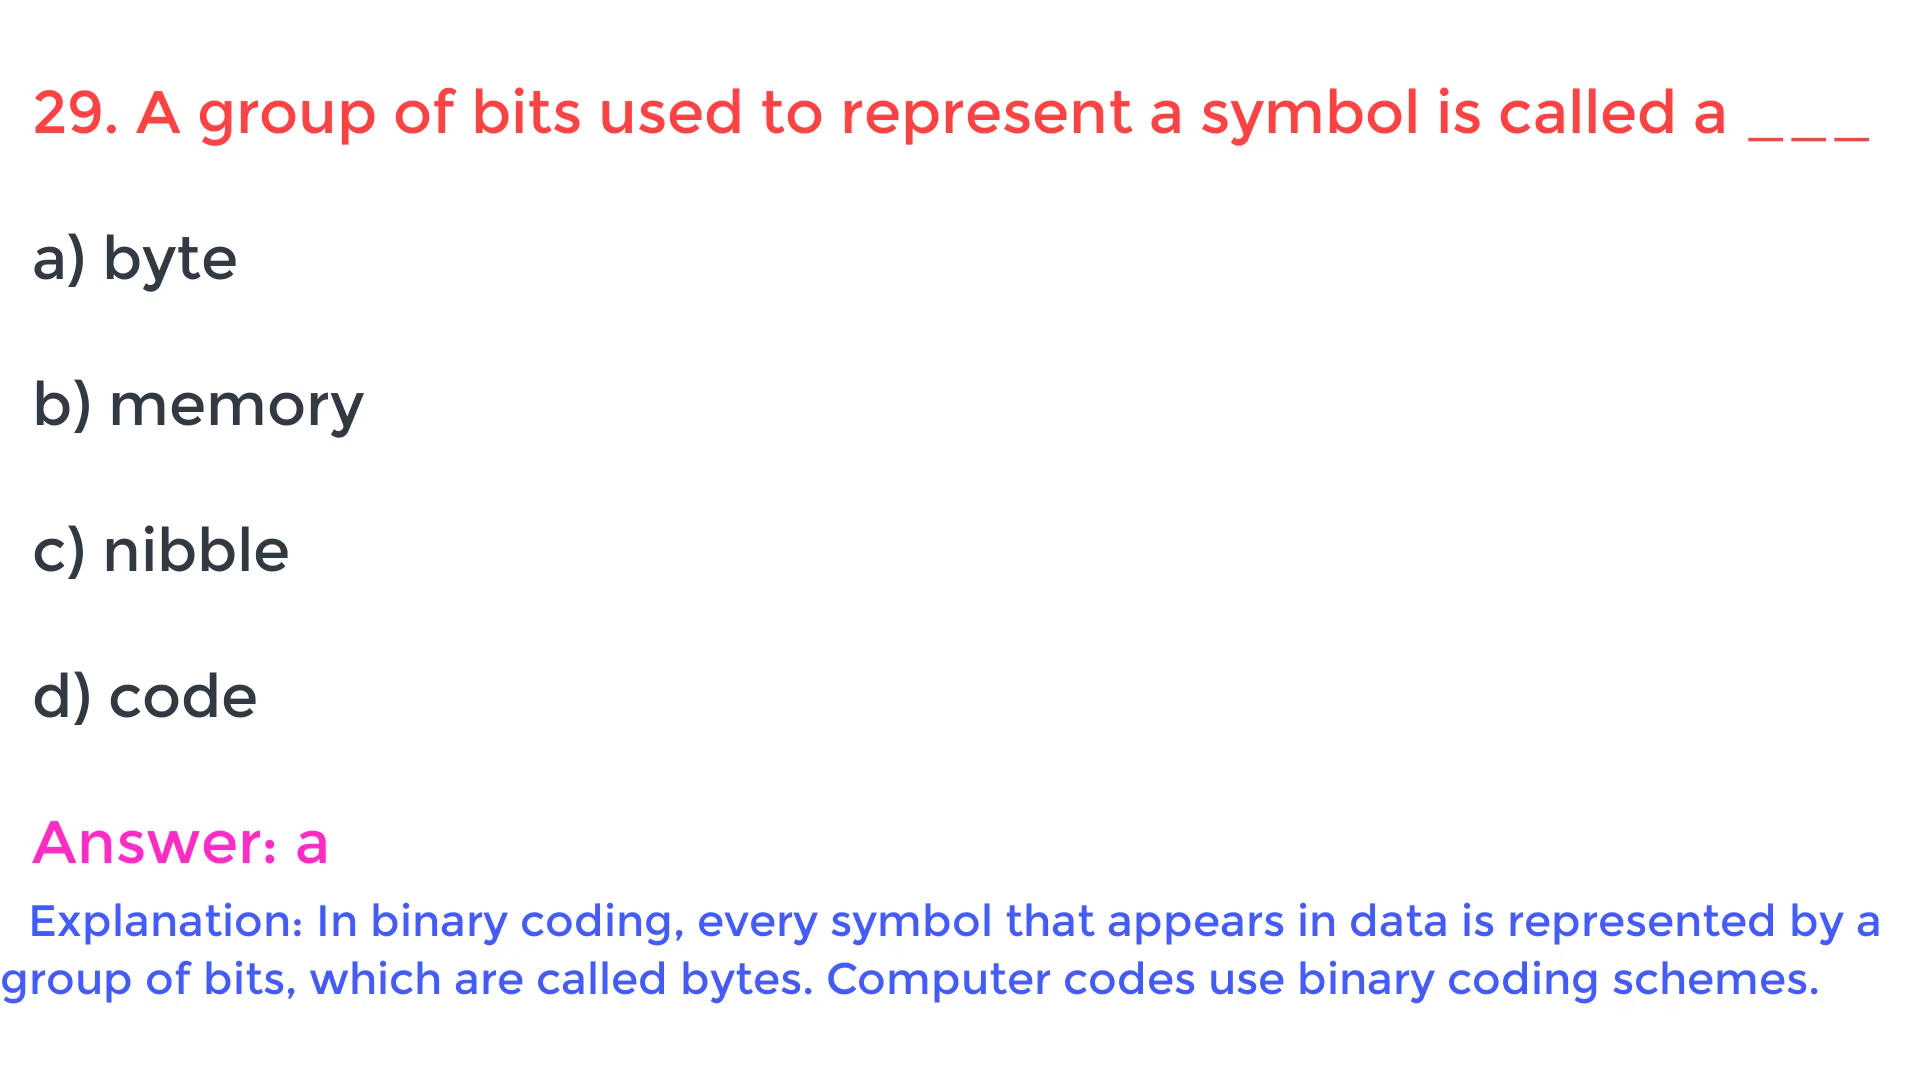 29. A group of bits used to represent a symbol is called a ___
a) byte
b) memory
c) nibble
d) code
Answer: a
Explanation: In binary coding, every symbol that appears in data is represented by a
group of bits, which are called bytes. Computer codes use binary coding schemes.